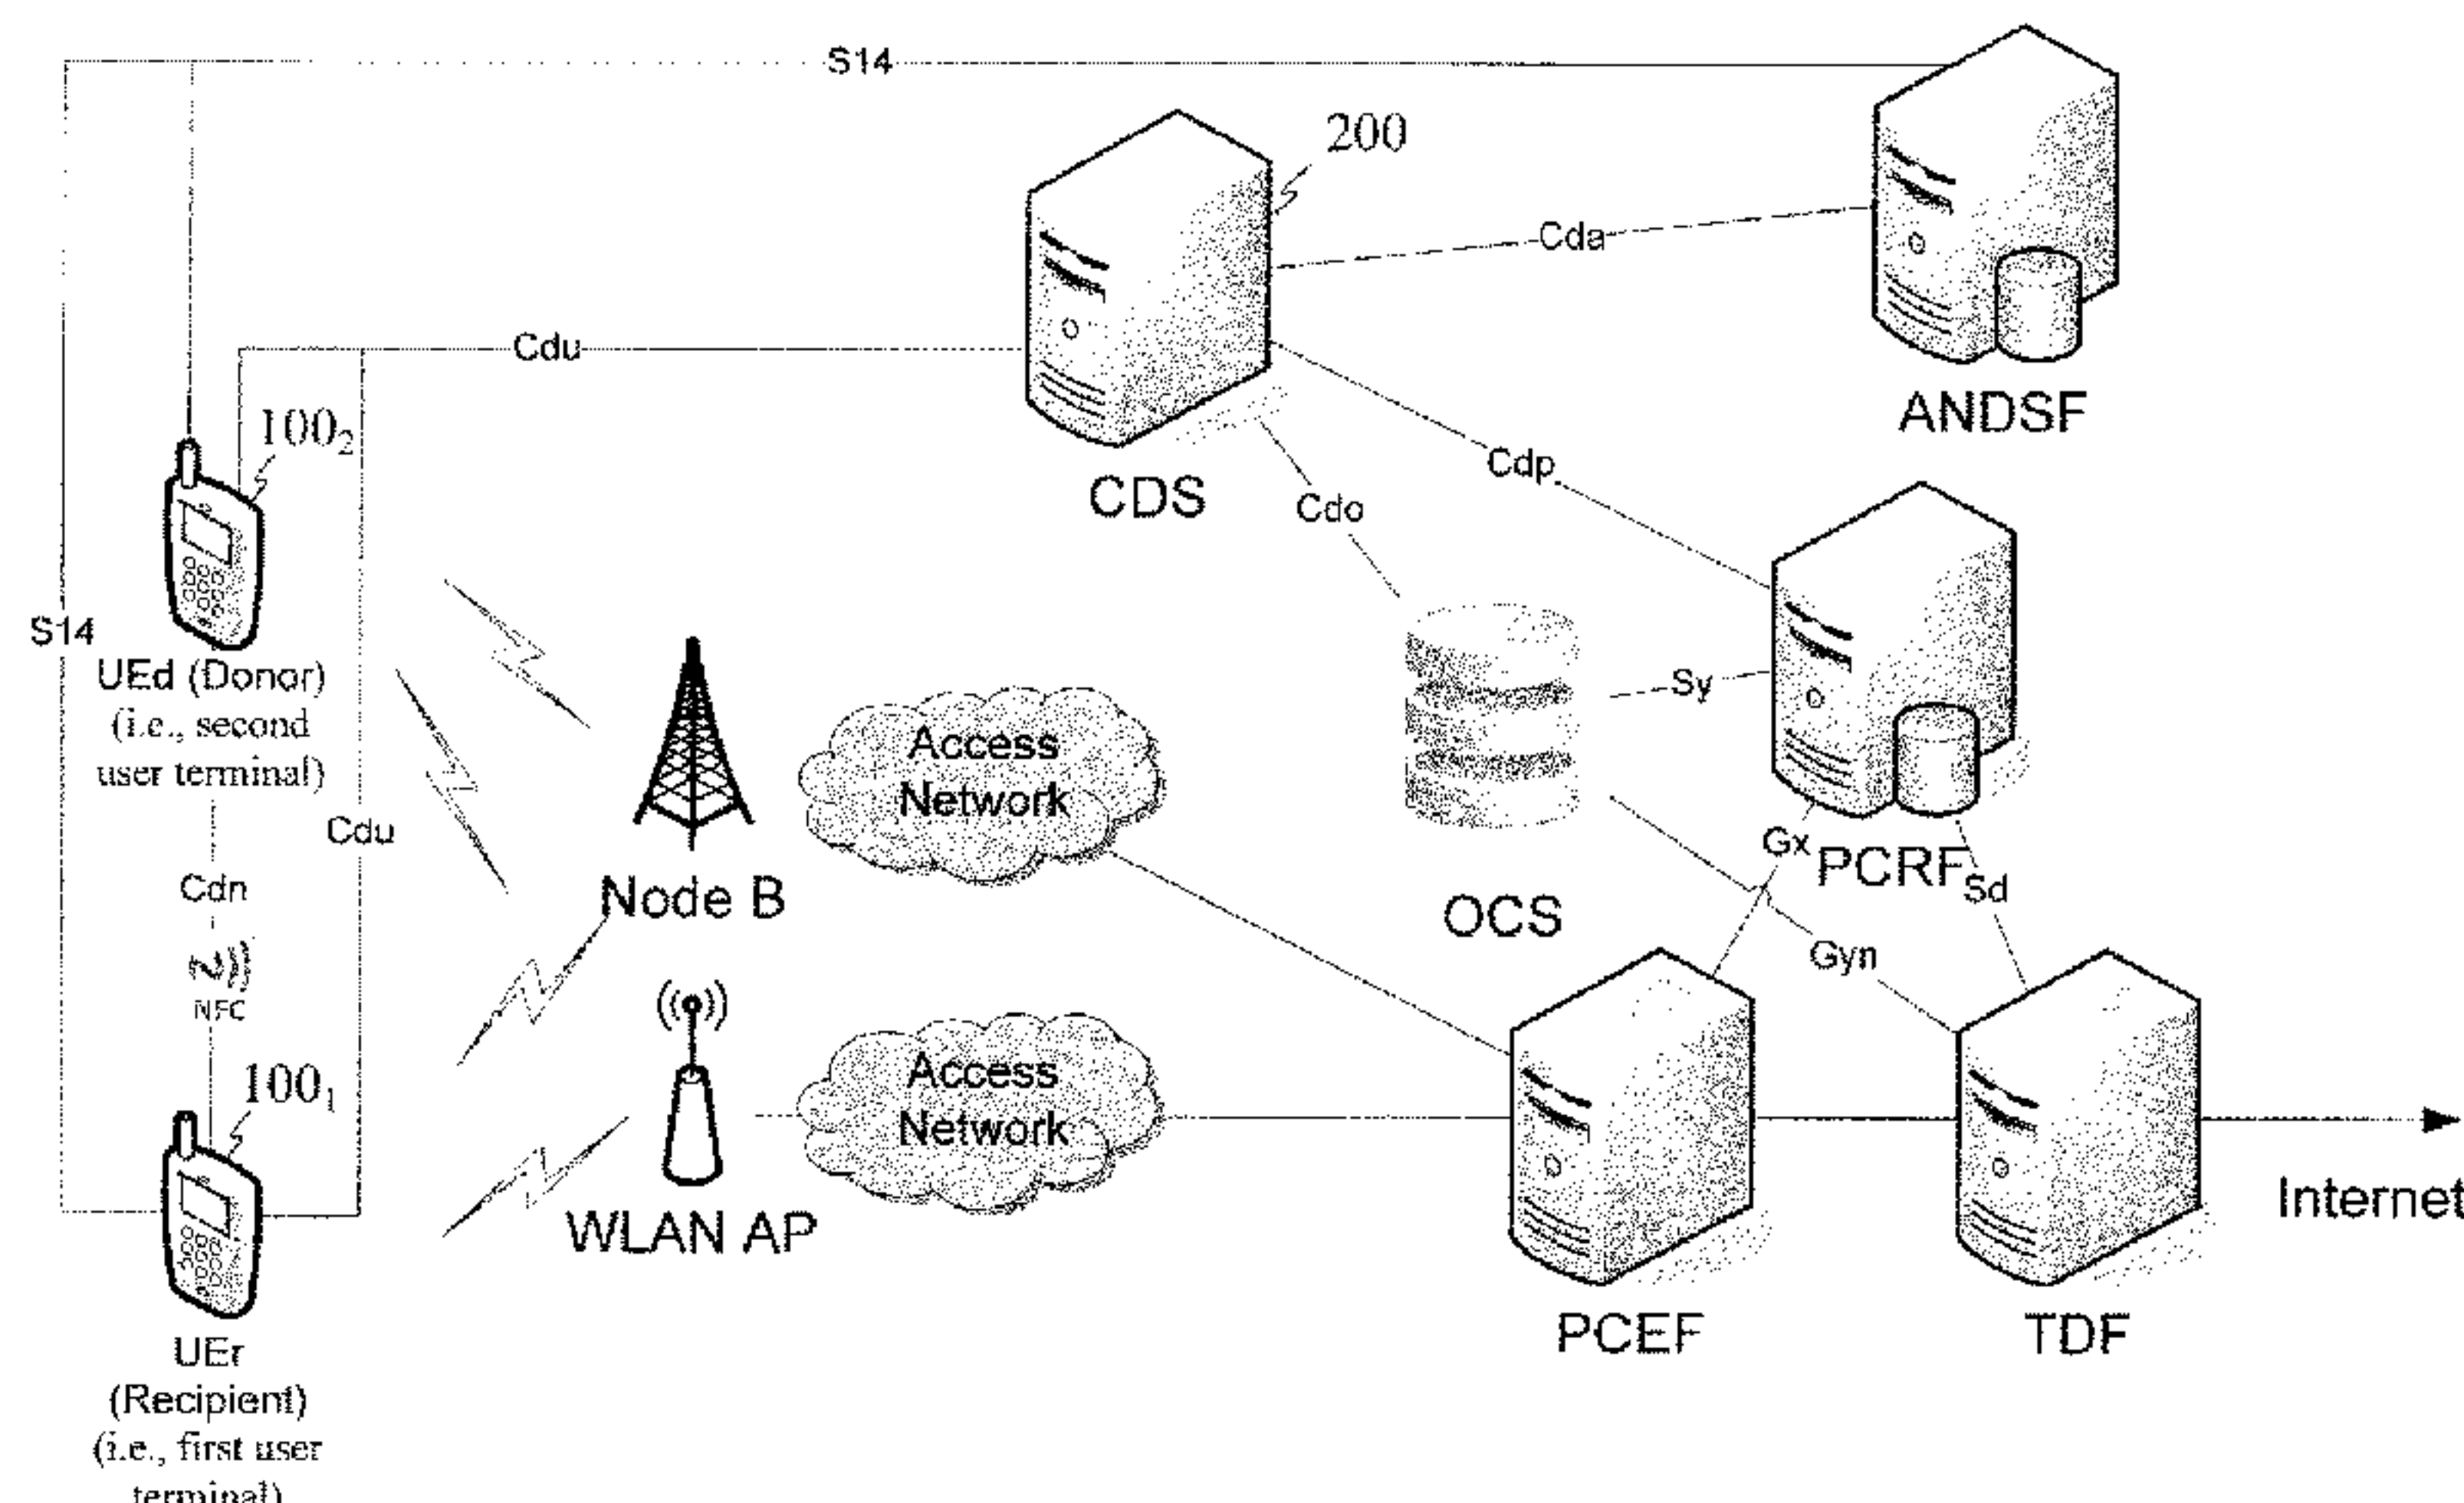 S14
200
Cda
Cdu
ANDSF
100₂
Cdp
CDS
Cdo
S14
UEd (Donor)
(i.e., second
user terminal)
Sy
Access
Network
Cdu
Gx
PCRF
Sd
Cdn
Node B
OCS
Gyn
NFC
100₁
Access
Network
WLAN AP
Internet
PCEF
TDF
UEr
(Recipient)
(i.e., first user
terminal)